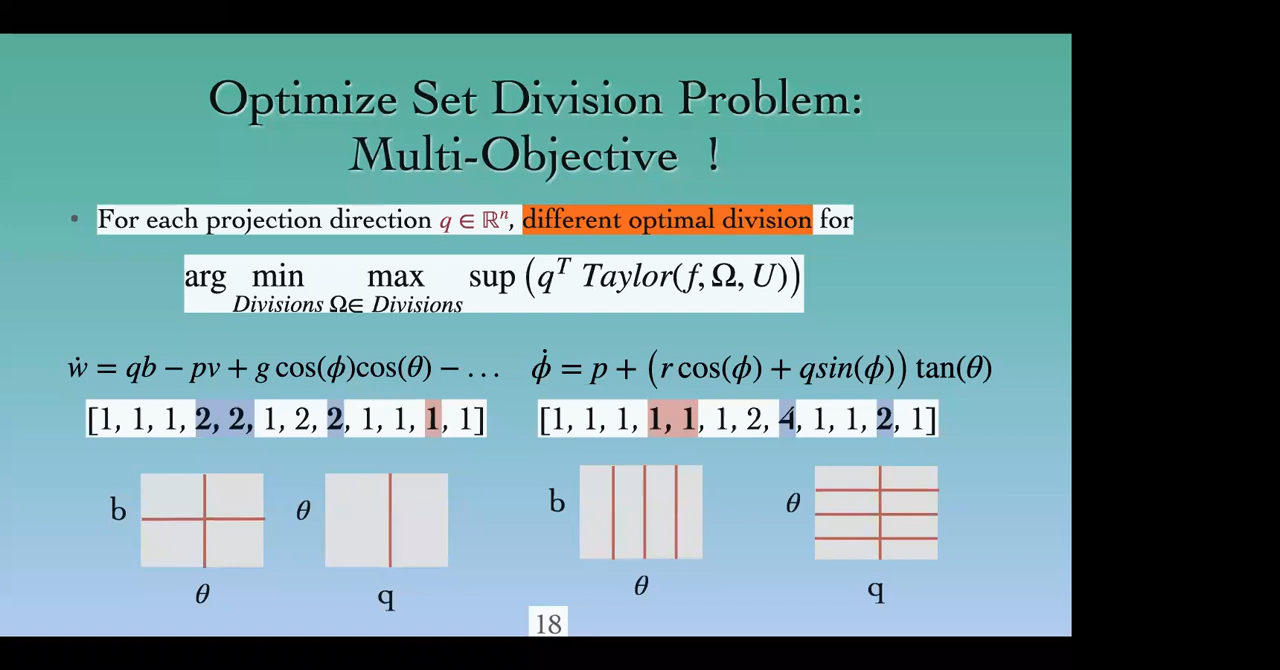 Optimize Set Division Problem:
Multi-Objective !
• For each projection direction q ∈ ℝⁿ, different optimal division for
arg min max sup (qᵀ Taylor(f, Ω, U))
Divisions Ω∈ Divisions
ẇ = qb − pv + g cos(ϕ)cos(θ) − … ϕ̇ = p + (r cos(ϕ) + qsin(ϕ)) tan(θ)
[1, 1, 1, 2, 2, 1, 2, 2, 1, 1, 1, 1] [1, 1, 1, 1, 1, 1, 2, 4, 1, 1, 2, 1]
b θ b θ
θ q θ q
18